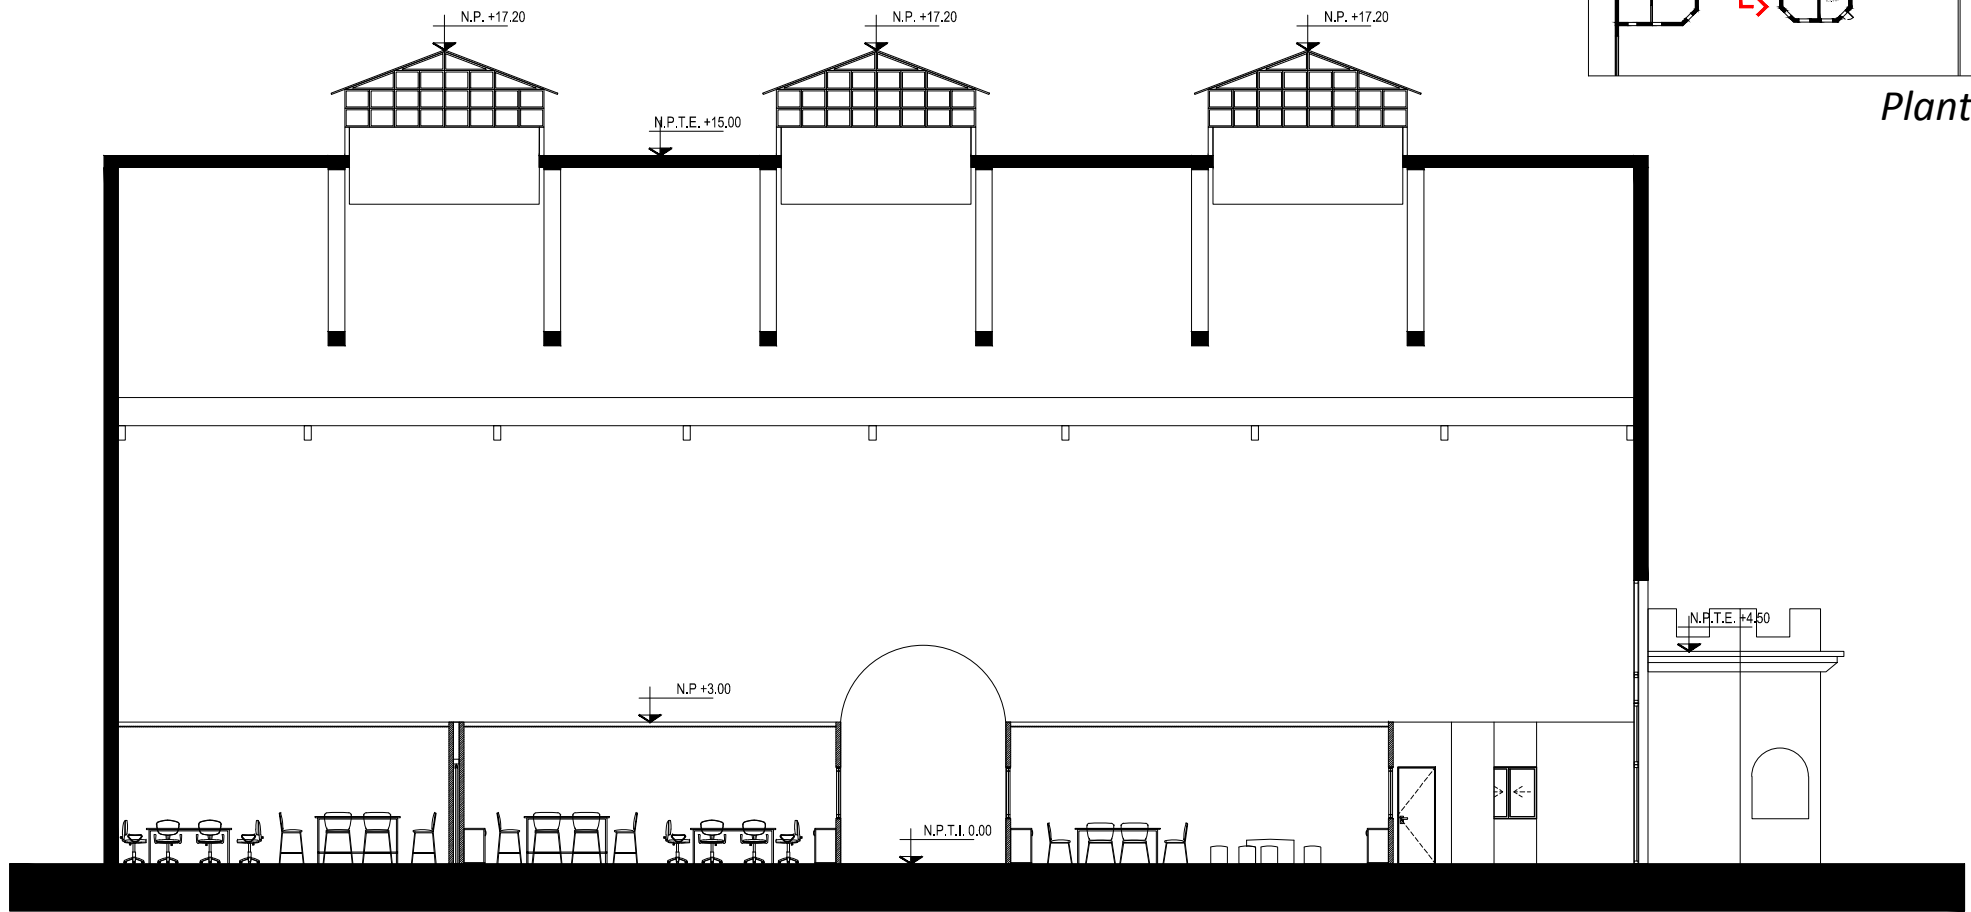 N.P. +17.20
N.P. +17.20
N.P. +17.20
Plant
N.P.T.E. +15.00
N.P.T.E. +4.50
N.P +3.00
N.P.T.I. 0.00